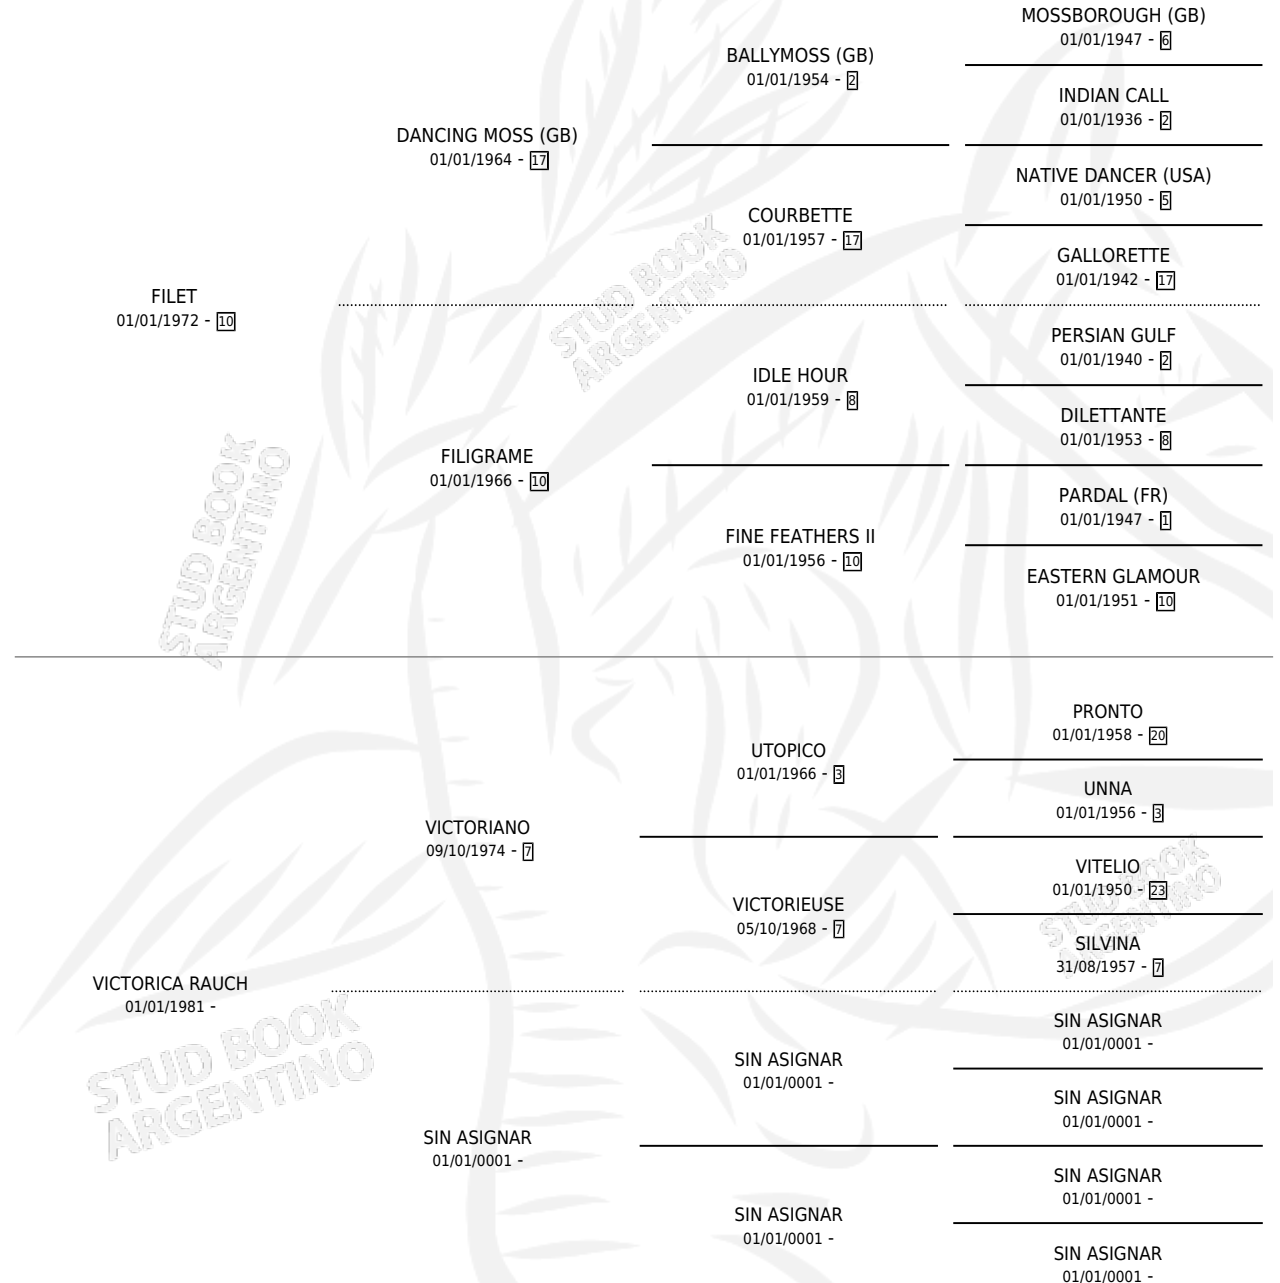 MOSSBOROUGH (GB)
01/01/1947 - 6
BALLYMOSS (GB)
01/01/1954 - 2
INDIAN CALL
01/01/1936 - 2
DANCING MOSS (GB)
01/01/1964 - 17
NATIVE DANCER (USA)
01/01/1950 - 5
COURBETTE
01/01/1957 - 17
GALLORETTE
01/01/1942 - 17
FILET
01/01/1972 - 10
PERSIAN GULF
01/01/1940 - 2
IDLE HOUR
01/01/1959 - 8
DILETTANTE
01/01/1953 - 8
FILIGRAME
01/01/1966 - 10
PARDAL (FR)
01/01/1947 - 1
FINE FEATHERS II
01/01/1956 - 10
EASTERN GLAMOUR
01/01/1951 - 10
PRONTO
01/01/1958 - 20
UTOPICO
01/01/1966 - 3
UNNA
01/01/1956 - 3
VICTORIANO
09/10/1974 - 7
VITELIO
01/01/1950 - 23
VICTORIEUSE
05/10/1968 - 7
SILVINA
31/08/1957 - 7
VICTORICA RAUCH
01/01/1981 -
SIN ASIGNAR
01/01/0001 -
SIN ASIGNAR
01/01/0001 -
SIN ASIGNAR
01/01/0001 -
SIN ASIGNAR
01/01/0001 -
SIN ASIGNAR
01/01/0001 -
SIN ASIGNAR
01/01/0001 -
SIN ASIGNAR
01/01/0001 -
STUD BOOK
ARGENTINO
STUD BOOK
ARGENTINO
STUD BOOK
ARGENTINO
STUD BOOK
ARGENTINO